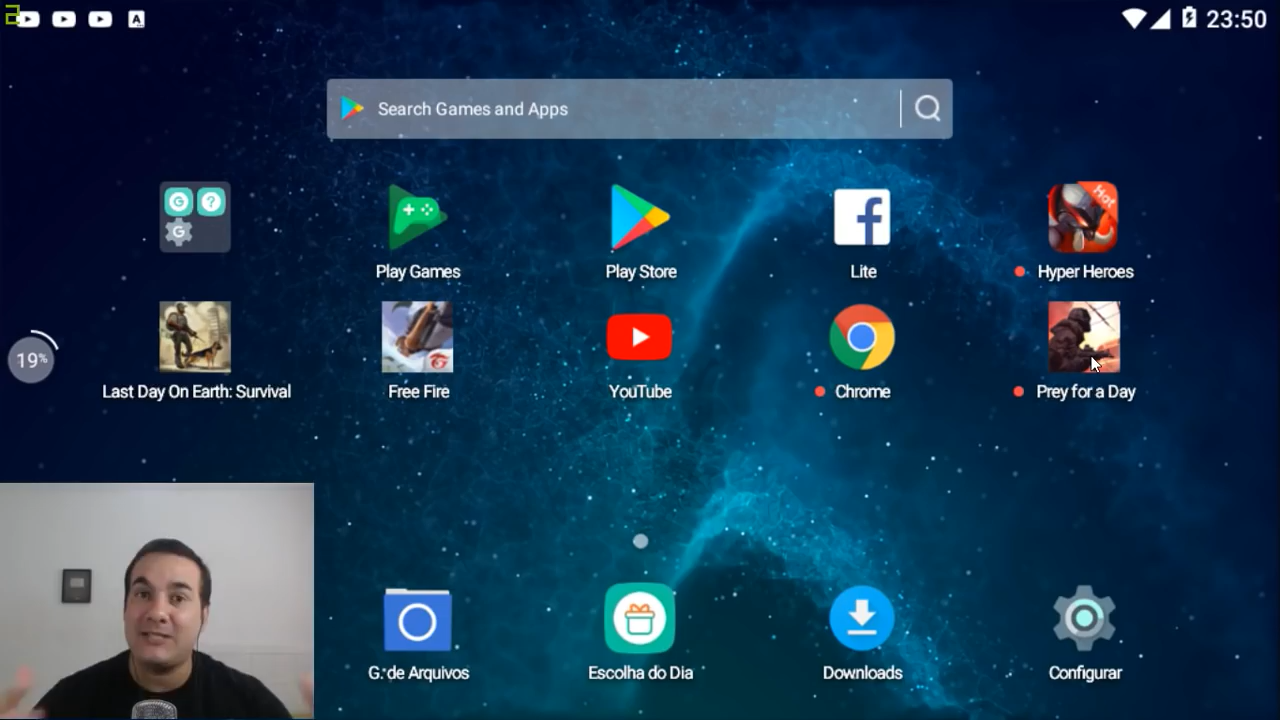 2
A
23:50
Search Games and Apps
G ?
G
Hot
Play Games
Play Store
Lite
Hyper Heroes
19%
Last Day On Earth: Survival
Free Fire
YouTube
Chrome
Prey for a Day
G. de Arquivos
Escolha do Dia
Downloads
Configurar